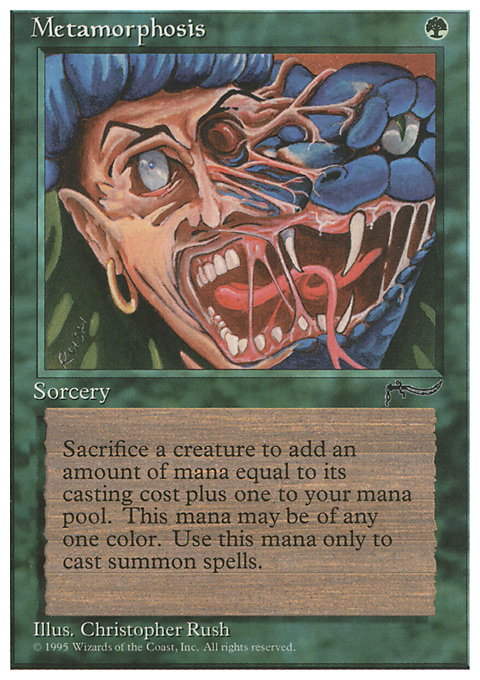 Metamorphosis
RUSH
Sorcery
Sacrifice a creature to add an
amount of mana equal to its
casting cost plus one to your mana
pool. This mana may be of any
one color. Use this mana only to
cast summon spells.
Illus. Christopher Rush
© 1995 Wizards of the Coast, Inc. All rights reserved.